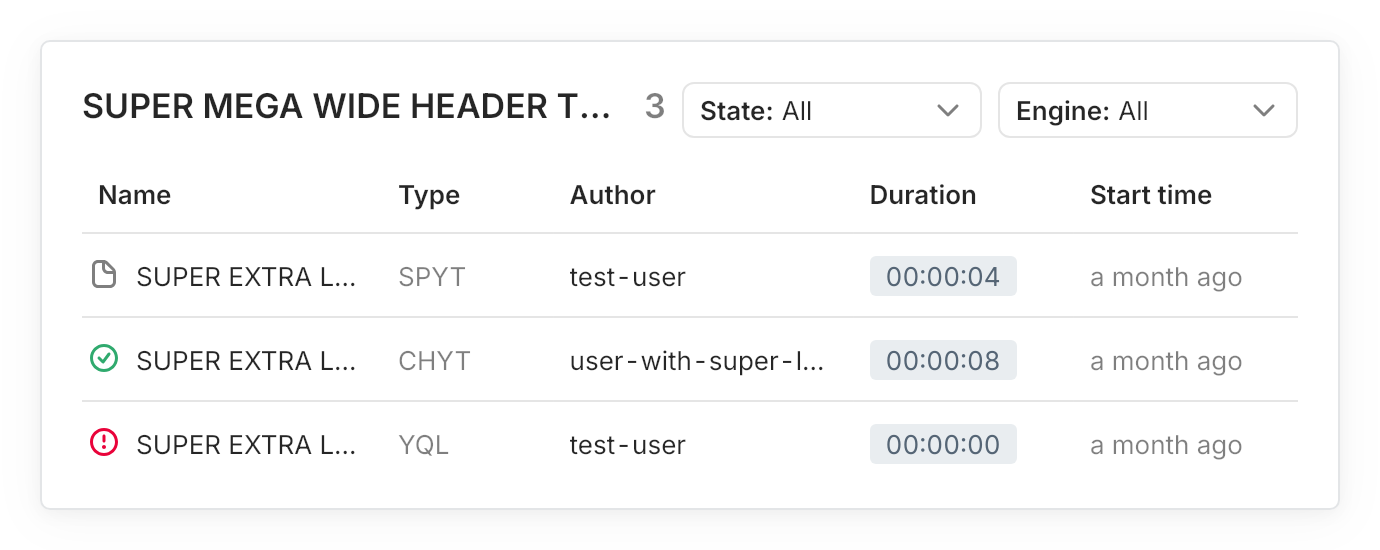 SUPER MEGA WIDE HEADER T... 3 State: All Engine: All
Name Type Author Duration Start time
SUPER EXTRA L... SPYT test-user 00:00:04 a month ago
SUPER EXTRA L... CHYT user-with-super-l... 00:00:08 a month ago
SUPER EXTRA L... YQL test-user 00:00:00 a month ago